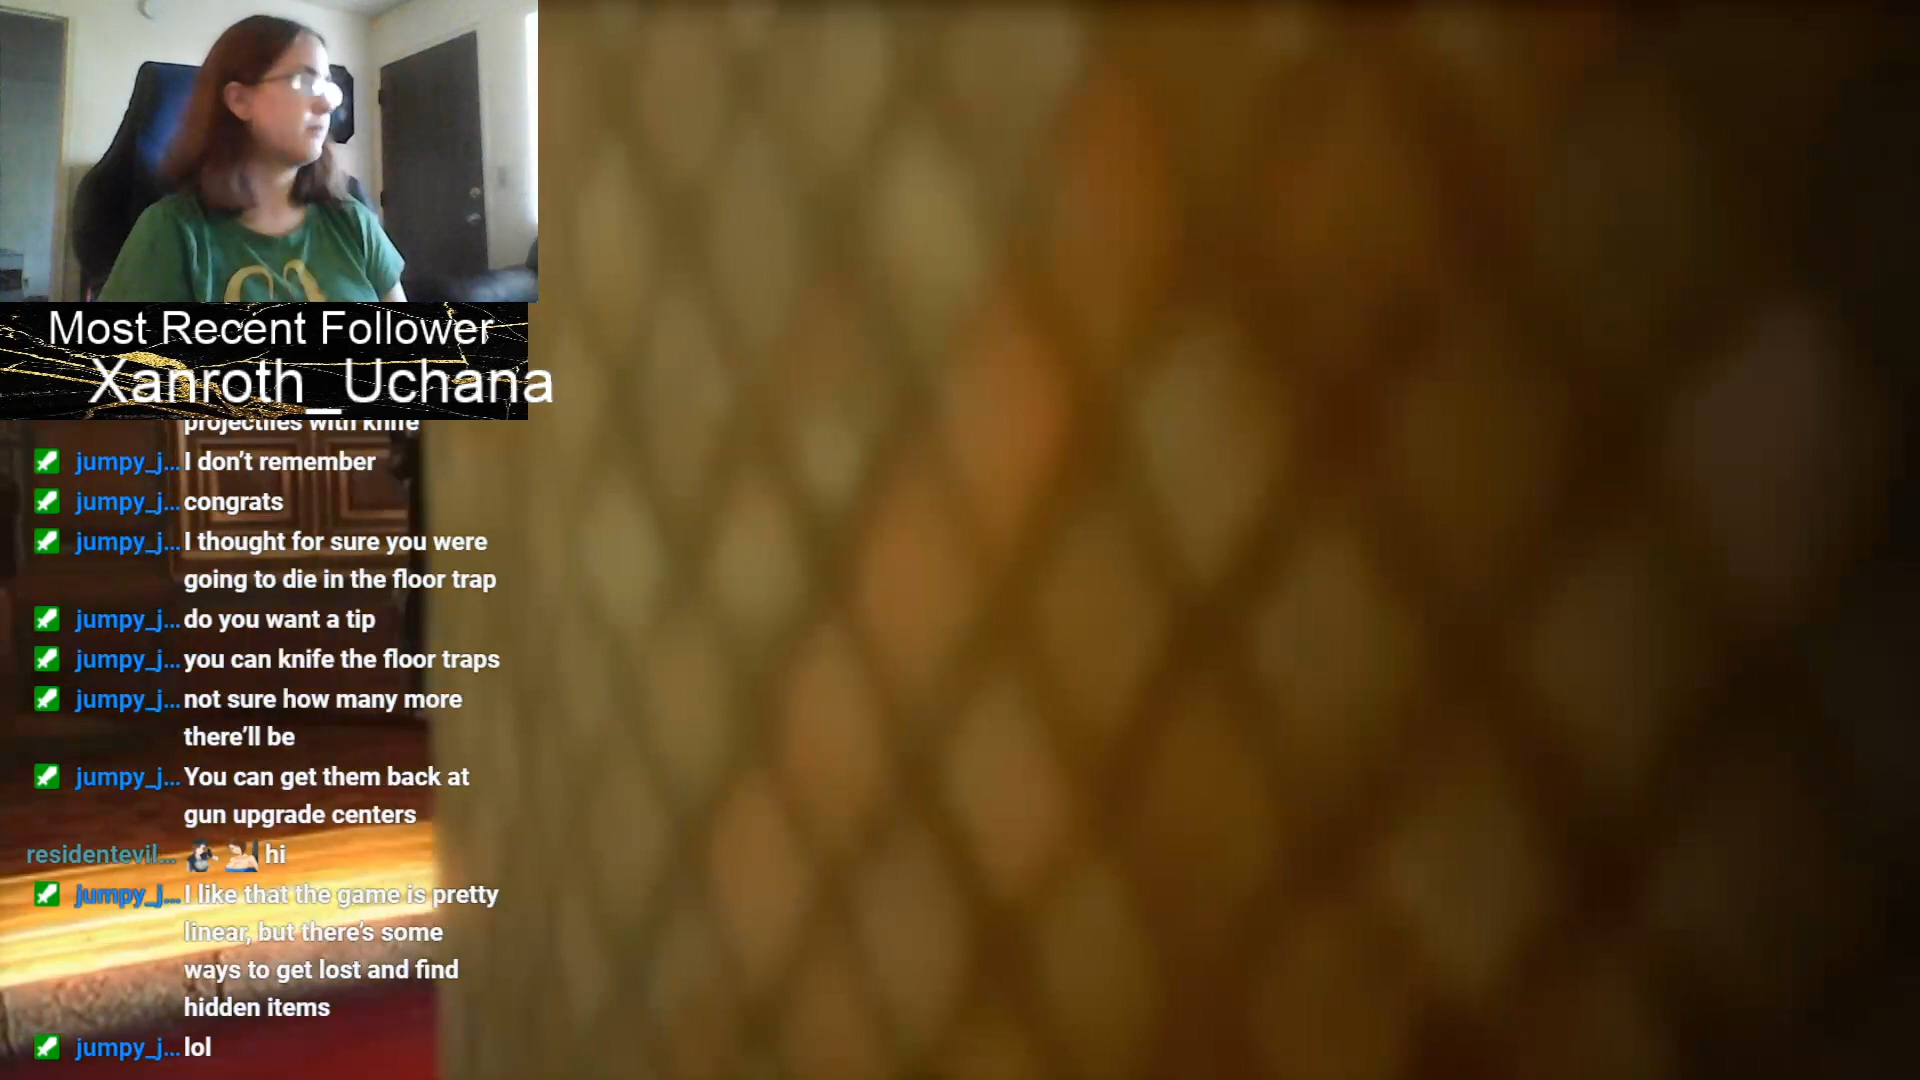 Most Recent Follower
Xanroth_Uchana
projectiles with knife
jumpy_j... I don't remember
jumpy_j... congrats
jumpy_j... I thought for sure you were
going to die in the floor trap
jumpy_j... do you want a tip
jumpy_j... you can knife the floor traps
jumpy_j... not sure how many more
there'll be
jumpy_j... You can get them back at
gun upgrade centers
residentevil... hi
jumpy_j... I like that the game is pretty
linear, but there's some
ways to get lost and find
hidden items
jumpy_j... lol